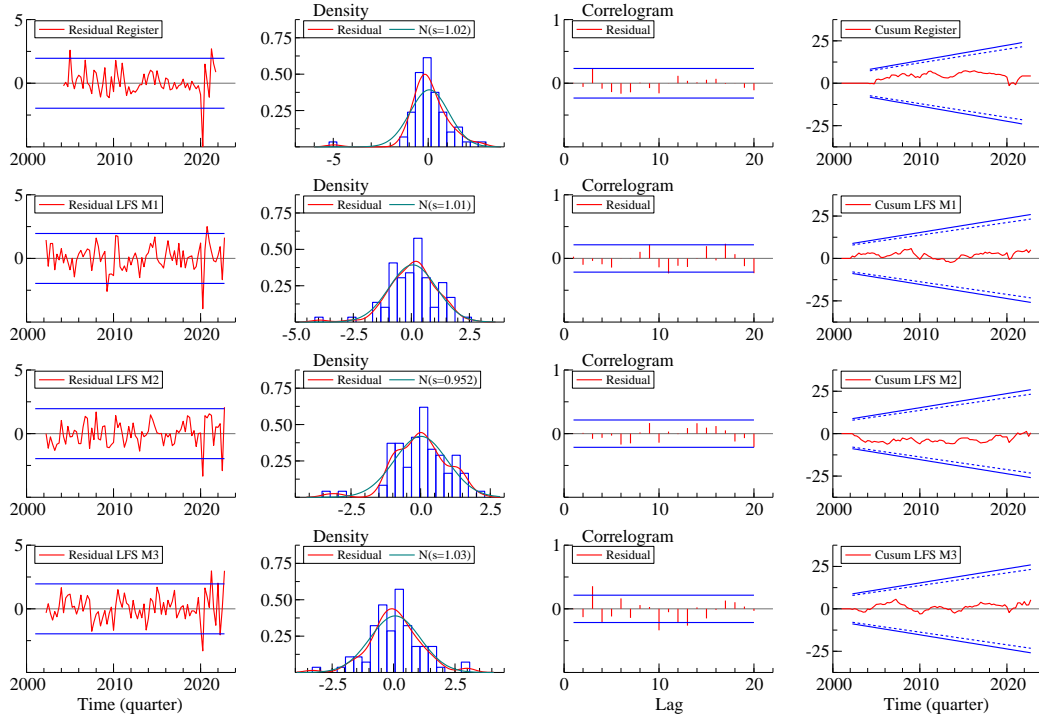 Density
Correlogram
5
Residual Register
0
2000 2010 2020
0.75
0.50
0.25
Residual N(s=1.02)
-5 0
1
0
Residual
0 10 20
25
0
-25
Cusum Register
2000 2010 2020
Density
Correlogram
5
Residual LFS M1
0
2000 2010 2020
0.75
0.50
0.25
Residual N(s=1.01)
-5.0 -2.5 0.0 2.5
1
0
Residual
0 10 20
25
0
-25
Cusum LFS M1
2000 2010 2020
Density
Correlogram
5
Residual LFS M2
0
2000 2010 2020
0.75
0.50
0.25
Residual N(s=0.952)
-2.5 0.0 2.5
1
0
Residual
0 10 20
25
0
-25
Cusum LFS M2
2000 2010 2020
Density
Correlogram
5
Residual LFS M3
0
2000 2010 2020
Time (quarter)
0.75
0.50
0.25
Residual N(s=1.03)
-2.5 0.0 2.5
1
0
Residual
0 10 20
Lag
25
0
-25
Cusum LFS M3
2000 2010 2020
Time (quarter)